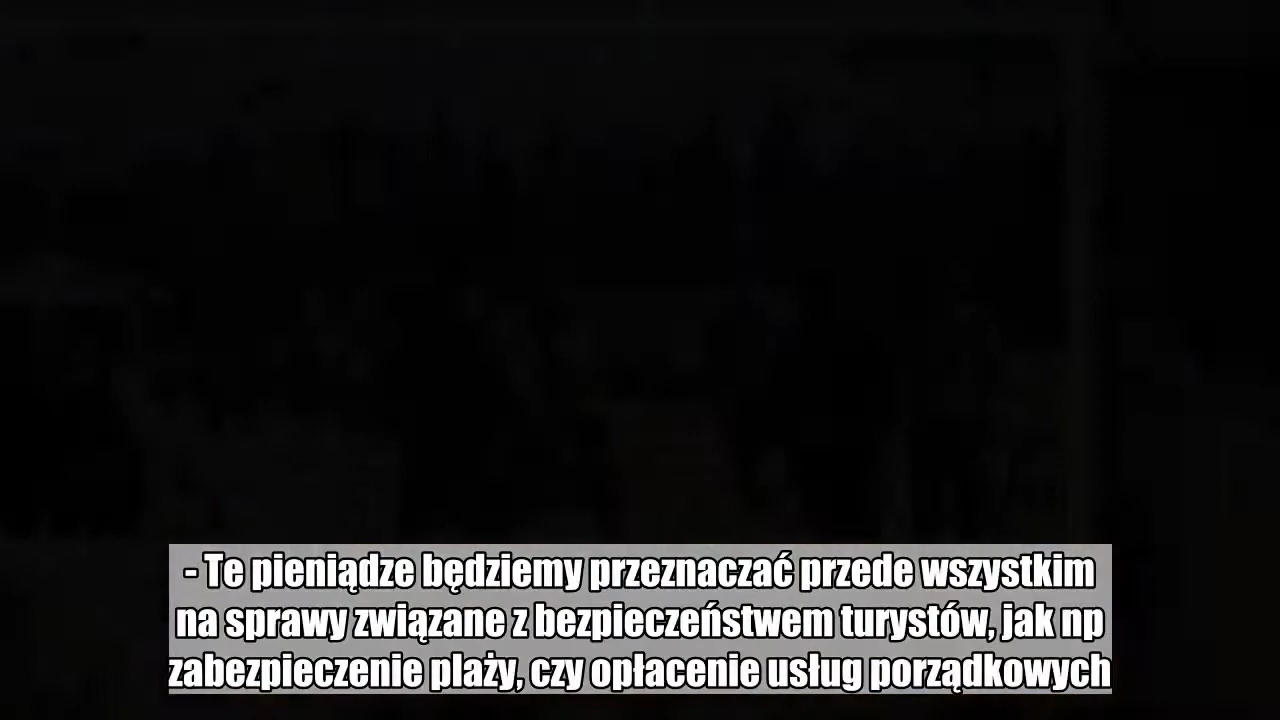 - Te pieniądze będziemy przeznaczać przede wszystkim
na sprawy związane z bezpieczeństwem turystów, jak np
zabezpieczenie plaży, czy opłacenie usług porządkowych